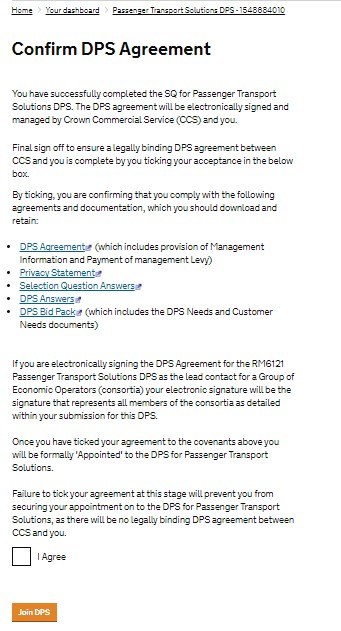 Home > Your dashboard > Passenger Transport Solutions DPS - 1548684010
Confirm DPS Agreement
You have successfully completed the SQ for Passenger Transport
Solutions DPS. The DPS agreement will be electronically signed and
managed by Crown Commercial Service (CCS) and you.
Final sign off to ensure a legally binding DPS agreement between
CCS and you is complete by you ticking your acceptance in the below
box.
By ticking, you are confirming that you comply with the following
agreements and documentation, which you should download and
retain:
• DPS Agreement (which includes provision of Management
Information and Payment of management Levy)
• Privacy Statement
• Selection Question Answers
• DPS Answers
• DPS Bid Pack (which includes the DPS Needs and Customer
Needs documents)
If you are electronically signing the DPS Agreement for the RM6121
Passenger Transport Solutions DPS as the lead contact for a Group of
Economic Operators (consortia) your electronic signature will be the
signature that represents all members of the consortia as detailed
within your submission for this DPS.
Once you have ticked your agreement to the covenants above you
will be formally 'Appointed' to the DPS for Passenger Transport
Solutions.
Failure to tick your agreement at this stage will prevent you from
securing your appointment on to the DPS for Passenger Transport
Solutions, as there will be no legally binding DPS agreement between
CCS and you.
I Agree
Join DPS